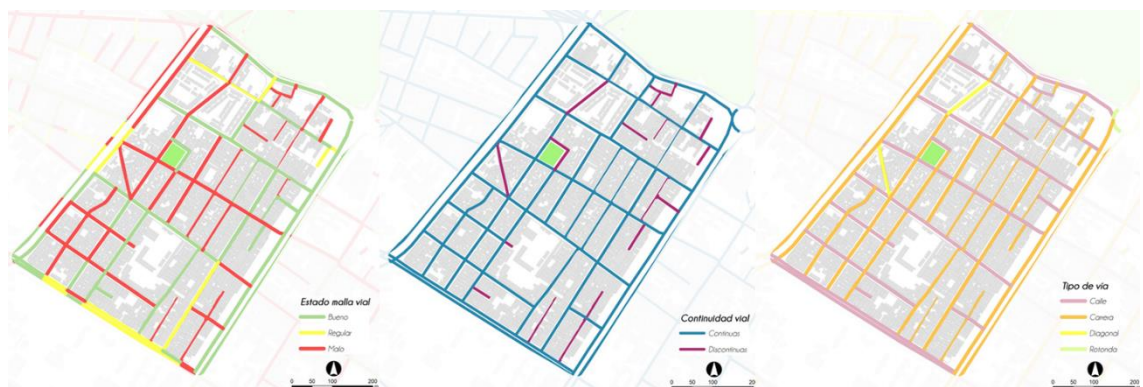 Estado malla vial
Bueno
Regular
Malo
0 50 100 200
Continuidad vial
Continuas
Discontinuas
0 50 100 200
Tipo de vía
Calle
Carrera
Diagonal
Rotonda
0 50 100 200